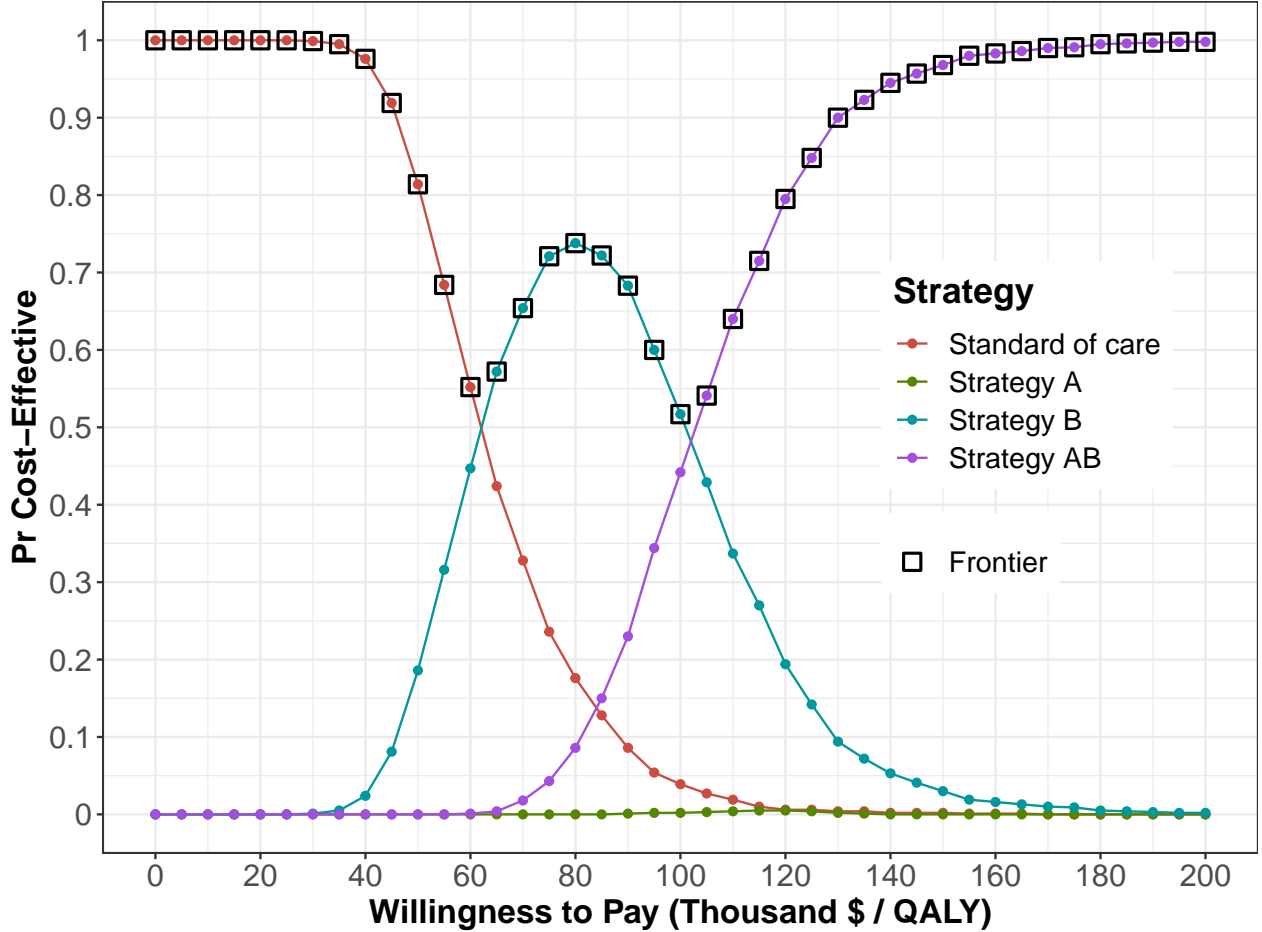 1
0.9
0.8
0.7
0.6
0.5
0.4
0.3
0.2
0.1
0
Pr Cost−Effective
Strategy
Standard of care
Strategy A
Strategy B
Strategy AB
Frontier
0 20 40 60 80 100 120 140 160 180 200
Willingness to Pay (Thousand $ / QALY)